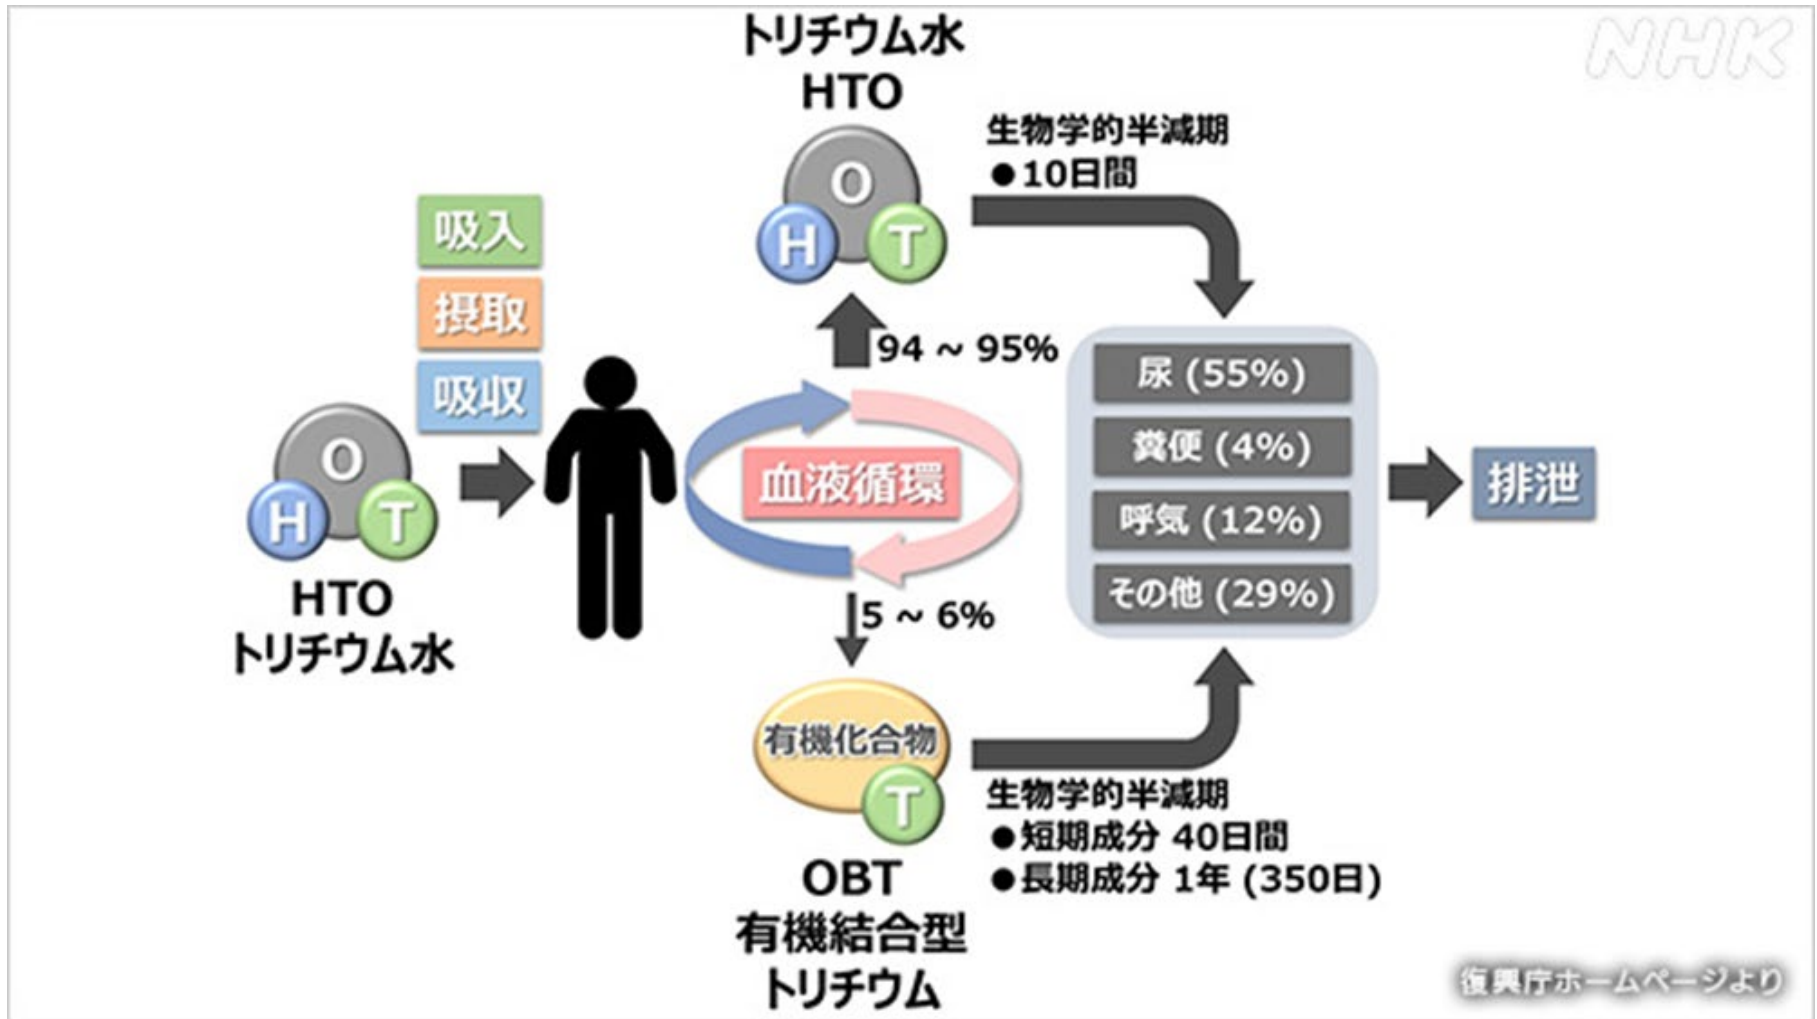 NHK
トリチウム水
HTO
O
H
T
生物学的半減期
●10日間
吸入
摂取
吸収
O
H
T
HTO
トリチウム水
94 ~ 95%
血液循環
5 ~ 6%
尿 (55%)
糞便 (4%)
呼気 (12%)
その他 (29%)
排泄
有機化合物
T
OBT
有機結合型
トリチウム
生物学的半減期
●短期成分 40日間
●長期成分 1年 (350日)
復興庁ホームページより